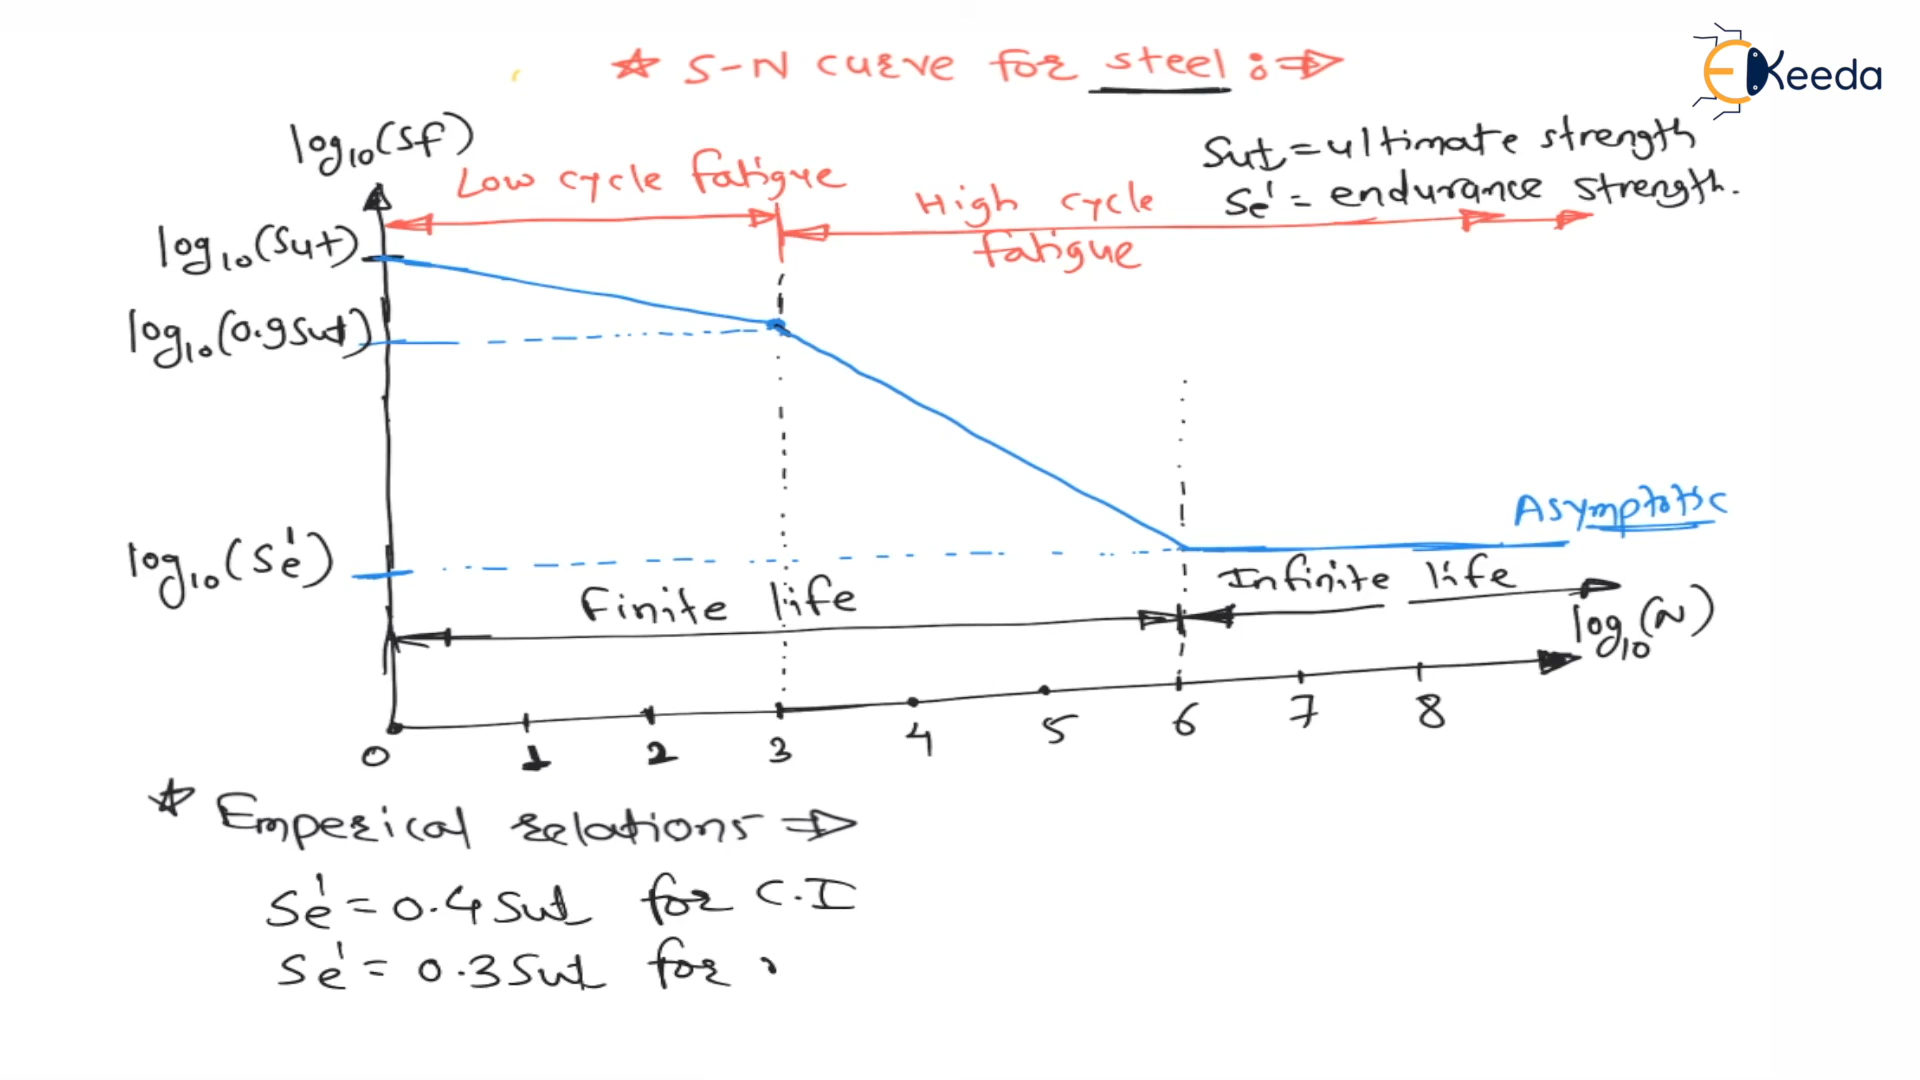 ☆ S-N curve for steel :⇒
EKeeda
log10(Sf)
Sut = ultimate strength
Se' = endurance strength.
Low cycle fatigue
High cycle
fatigue
log10(Sut)
log10(0.9Sut)
Asymptotic
log10(Se')
Finite life
Infinite life
log10(N)
0 1 2 3 4 5 6 7 8
☆ Emperical relations ⇒
Se' = 0.4 Sut for C.I
Se' = 0.3 Sut for